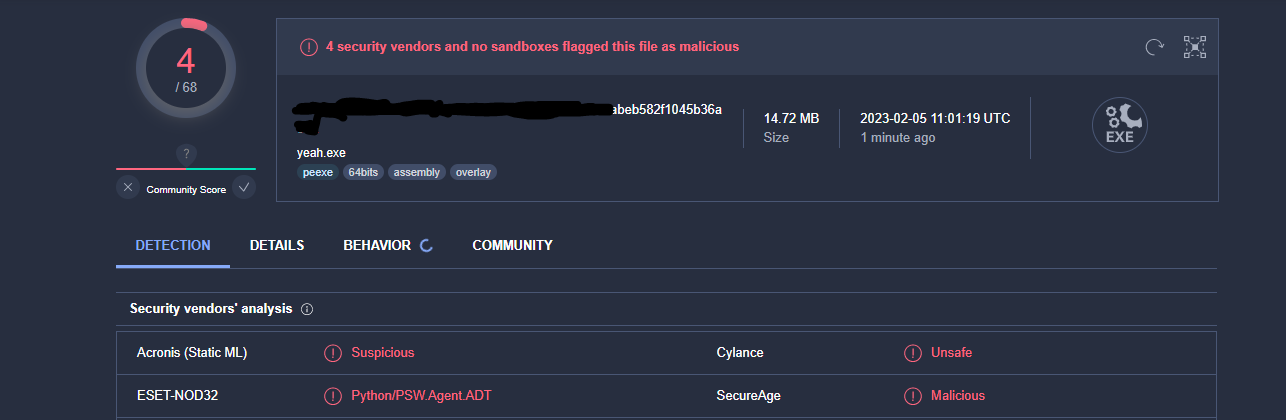 4
/ 68
?
Community Score
4 security vendors and no sandboxes flagged this file as malicious
abeb582f1045b36a
yeah.exe
peexe 64bits assembly overlay
14.72 MB
Size
2023-02-05 11:01:19 UTC
1 minute ago
EXE
DETECTION DETAILS BEHAVIOR COMMUNITY
Security vendors' analysis
Acronis (Static ML) Suspicious Cylance Unsafe
ESET-NOD32 Python/PSW.Agent.ADT SecureAge Malicious